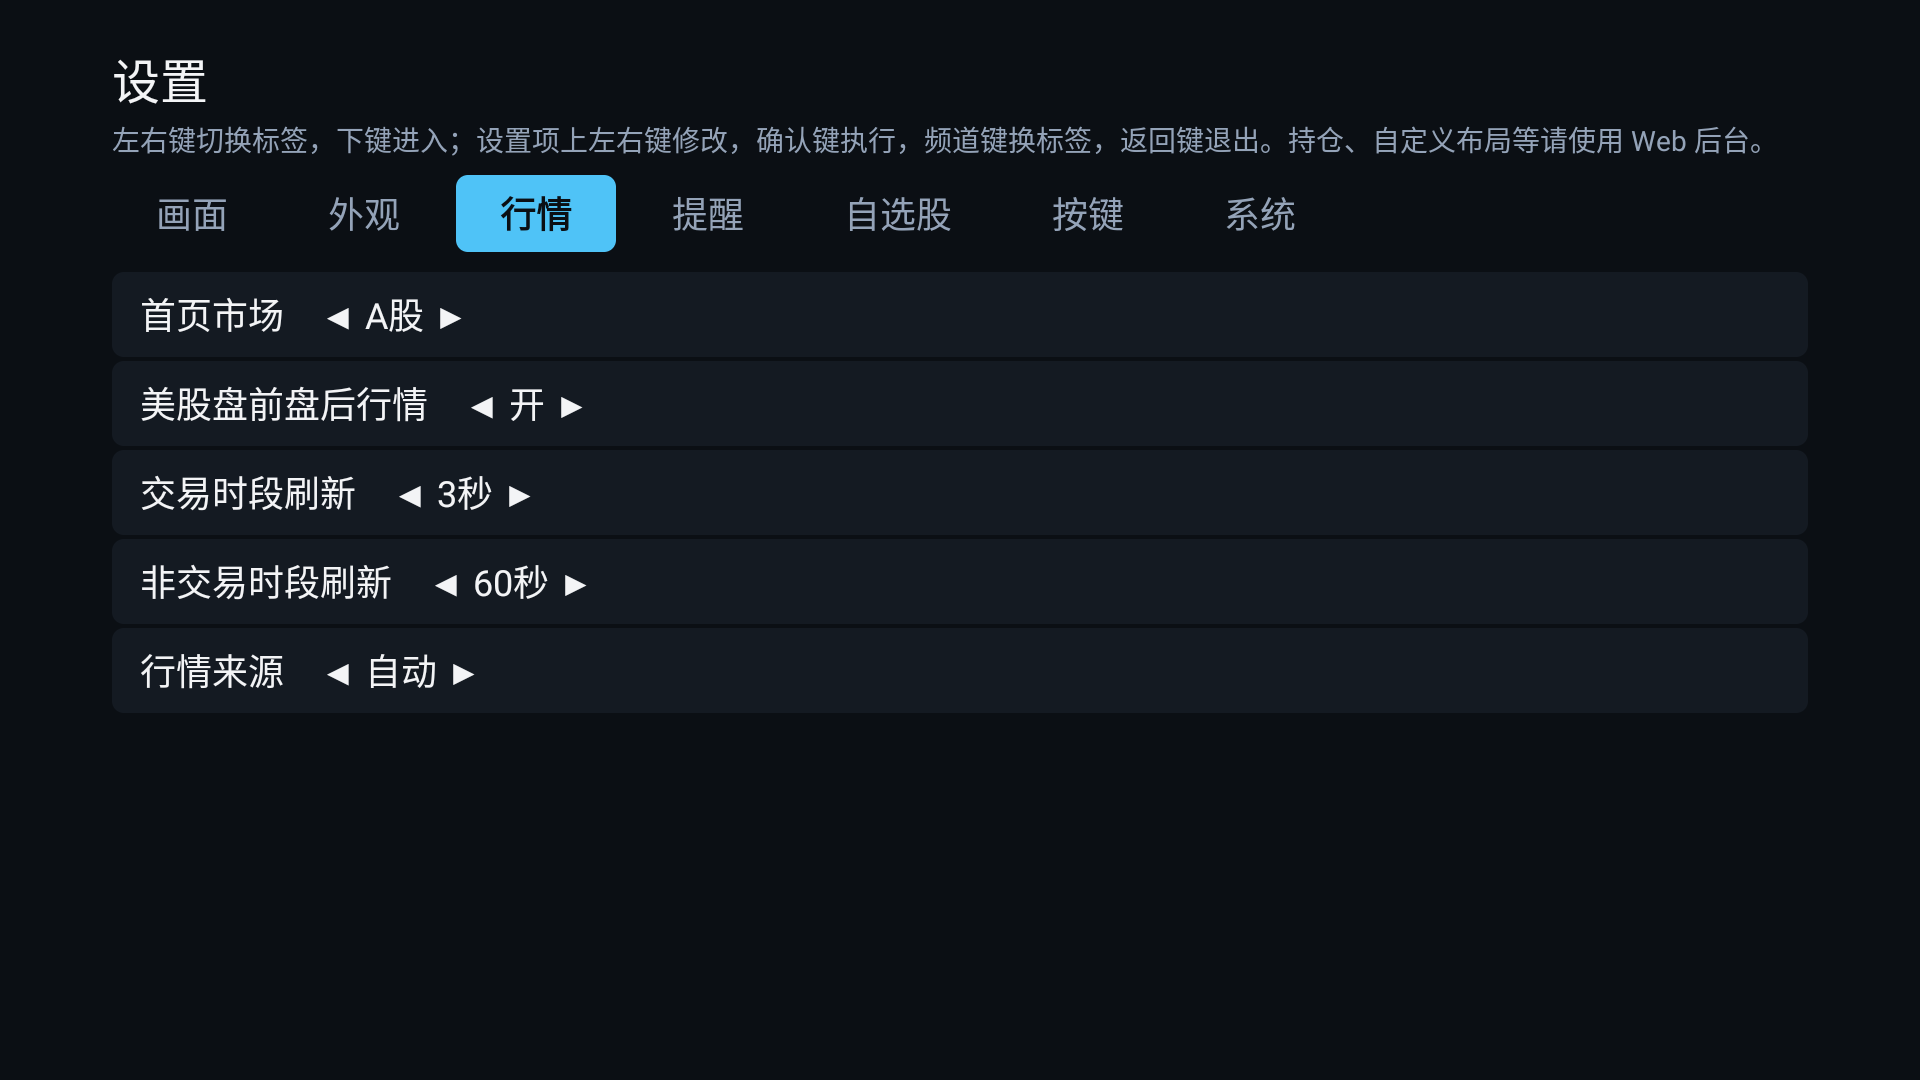 设置
左右键切换标签，下键进入；设置项上左右键修改，确认键执行，频道键换标签，返回键退出。持仓、自定义布局等请使用 Web 后台。
画面 外观 行情 提醒 自选股 按键 系统
首页市场 ◀ A股 ▶
美股盘前盘后行情 ◀ 开 ▶
交易时段刷新 ◀ 3秒 ▶
非交易时段刷新 ◀ 60秒 ▶
行情来源 ◀ 自动 ▶